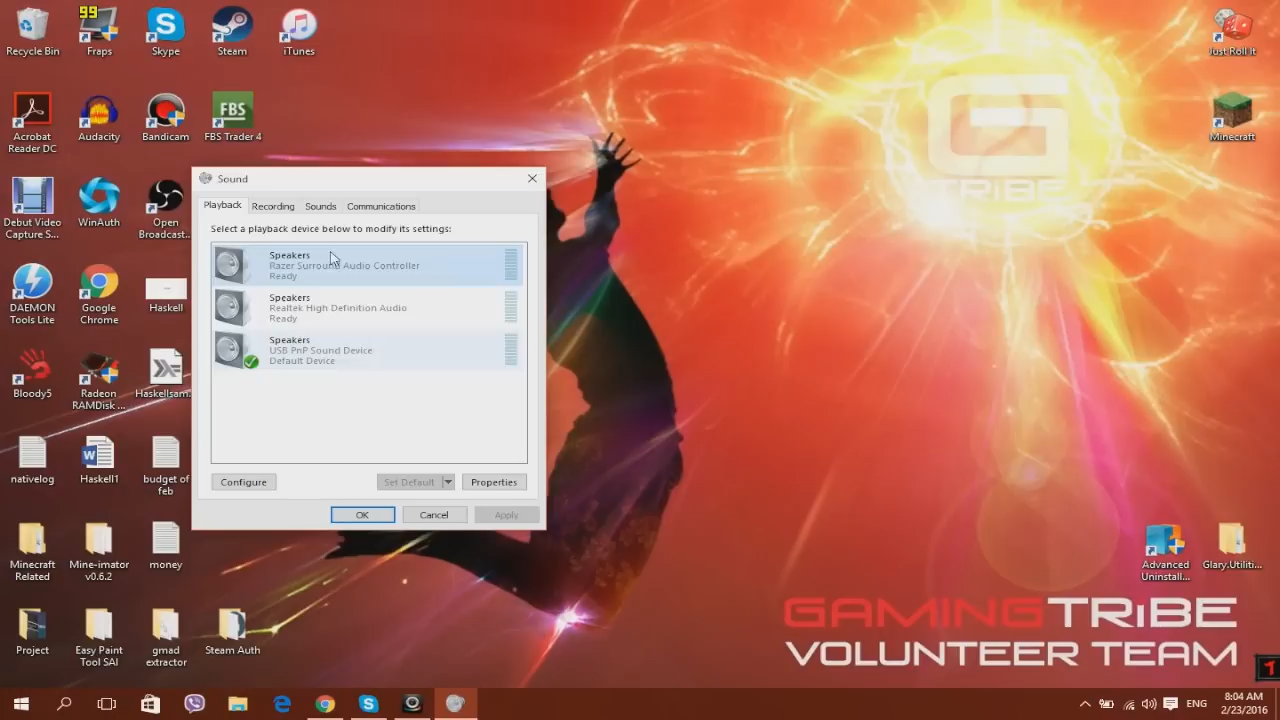 99
Recycle Bin
Fraps
Skype
Steam
iTunes
Just Roll It
Acrobat
Reader DC
Audacity
Bandicam
FBS
FBS Trader 4
Minecraft
Debut Video
Capture S...
WinAuth
Open
Broadcast...
DAEMON
Tools Lite
Google
Chrome
Haskell
Bloody5
Radeon
RAMDisk ...
Haskellsam...
nativelog
Haskell1
budget of
feb
Minecraft
Related
Mine-imator
v0.6.2
money
Advanced
Uninstall...
Glary.Utiliti...
Project
Easy Paint
Tool SAI
gmad
extractor
Steam Auth
Sound
Playback
Recording
Sounds
Communications
Select a playback device below to modify its settings:
Speakers
Razer Surround Audio Controller
Ready
Speakers
Realtek High Definition Audio
Ready
Speakers
USB PnP Sound Device
Default Device
Configure
Set Default
Properties
OK
Cancel
Apply
G
TRiBE
GAMINGTRiBE
VOLUNTEER TEAM
1
ENG
8:04 AM
2/23/2016